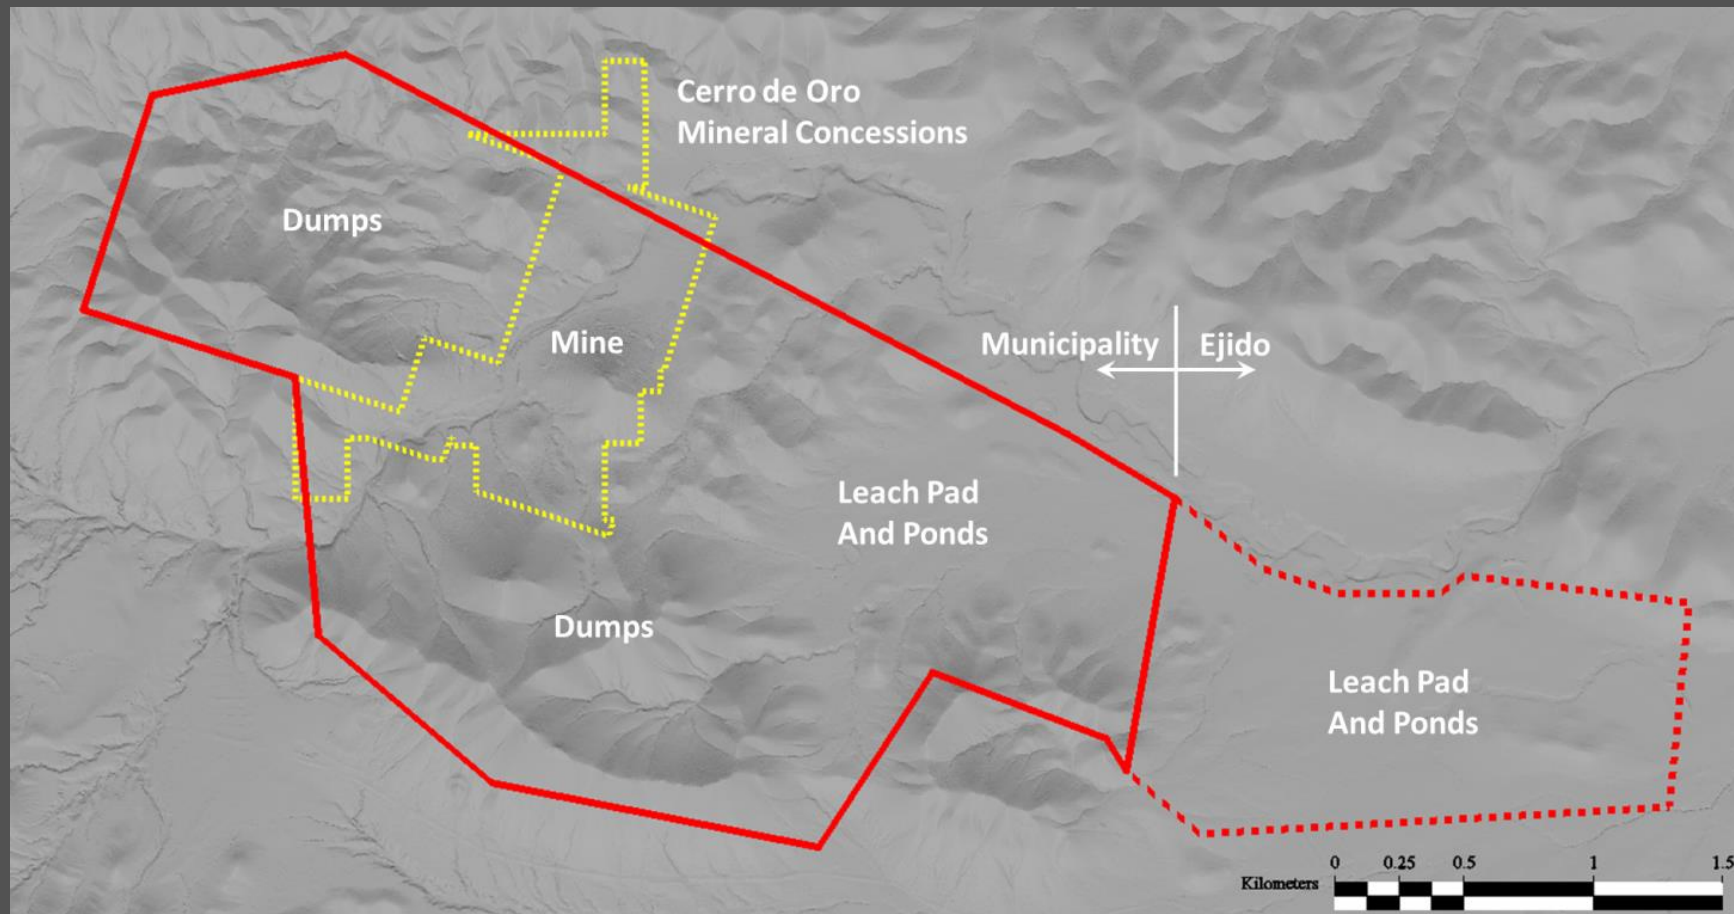 Cerro de Oro
Mineral Concessions
Dumps
Mine
Municipality Ejido
Leach Pad
And Ponds
Dumps
Leach Pad
And Ponds
0 0.25 0.5 1 1.5
Kilometers